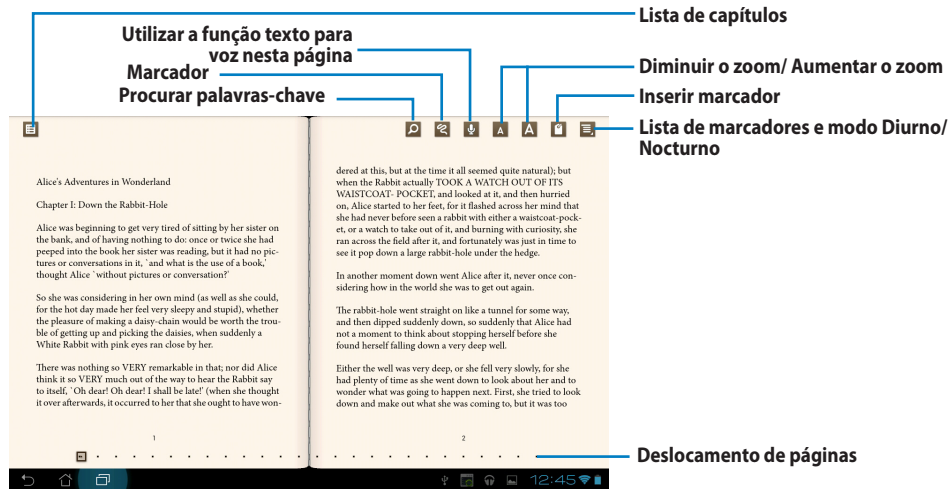 Lista de capítulos
Utilizar a função texto para
voz nesta página
Marcador
Procurar palavras-chave
Diminuir o zoom/ Aumentar o zoom
Inserir marcador
Lista de marcadores e modo Diurno/
Nocturno
A A
Alice's Adventures in Wonderland
Chapter I: Down the Rabbit-Hole
Alice was beginning to get very tired of sitting by her sister on
the bank, and of having nothing to do: once or twice she had
peeped into the book her sister was reading, but it had no pic-
tures or conversations in it, `and what is the use of a book,'
thought Alice `without pictures or conversation?'
So she was considering in her own mind (as well as she could,
for the hot day made her feel very sleepy and stupid), whether
the pleasure of making a daisy-chain would be worth the trou-
ble of getting up and picking the daisies, when suddenly a
White Rabbit with pink eyes ran close by her.
There was nothing so VERY remarkable in that; nor did Alice
think it so VERY much out of the way to hear the Rabbit say
to itself, `Oh dear! Oh dear! I shall be late!' (when she thought
it over afterwards, it occurred to her that she ought to have won-
1
dered at this, but at the time it all seemed quite natural); but
when the Rabbit actually TOOK A WATCH OUT OF ITS
WAISTCOAT- POCKET, and looked at it, and then hurried
on, Alice started to her feet, for it flashed across her mind that
she had never before seen a rabbit with either a waistcoat-pock-
et, or a watch to take out of it, and burning with curiosity, she
ran across the field after it, and fortunately was just in time to
see it pop down a large rabbit-hole under the hedge.
In another moment down went Alice after it, never once con-
sidering how in the world she was to get out again.
The rabbit-hole went straight on like a tunnel for some way,
and then dipped suddenly down, so suddenly that Alice had
not a moment to think about stopping herself before she
found herself falling down a very deep well.
Either the well was very deep, or she fell very slowly, for she
had plenty of time as she went down to look about her and to
wonder what was going to happen next. First, she tried to look
down and make out what she was coming to, but it was too
2
Deslocamento de páginas
12:45